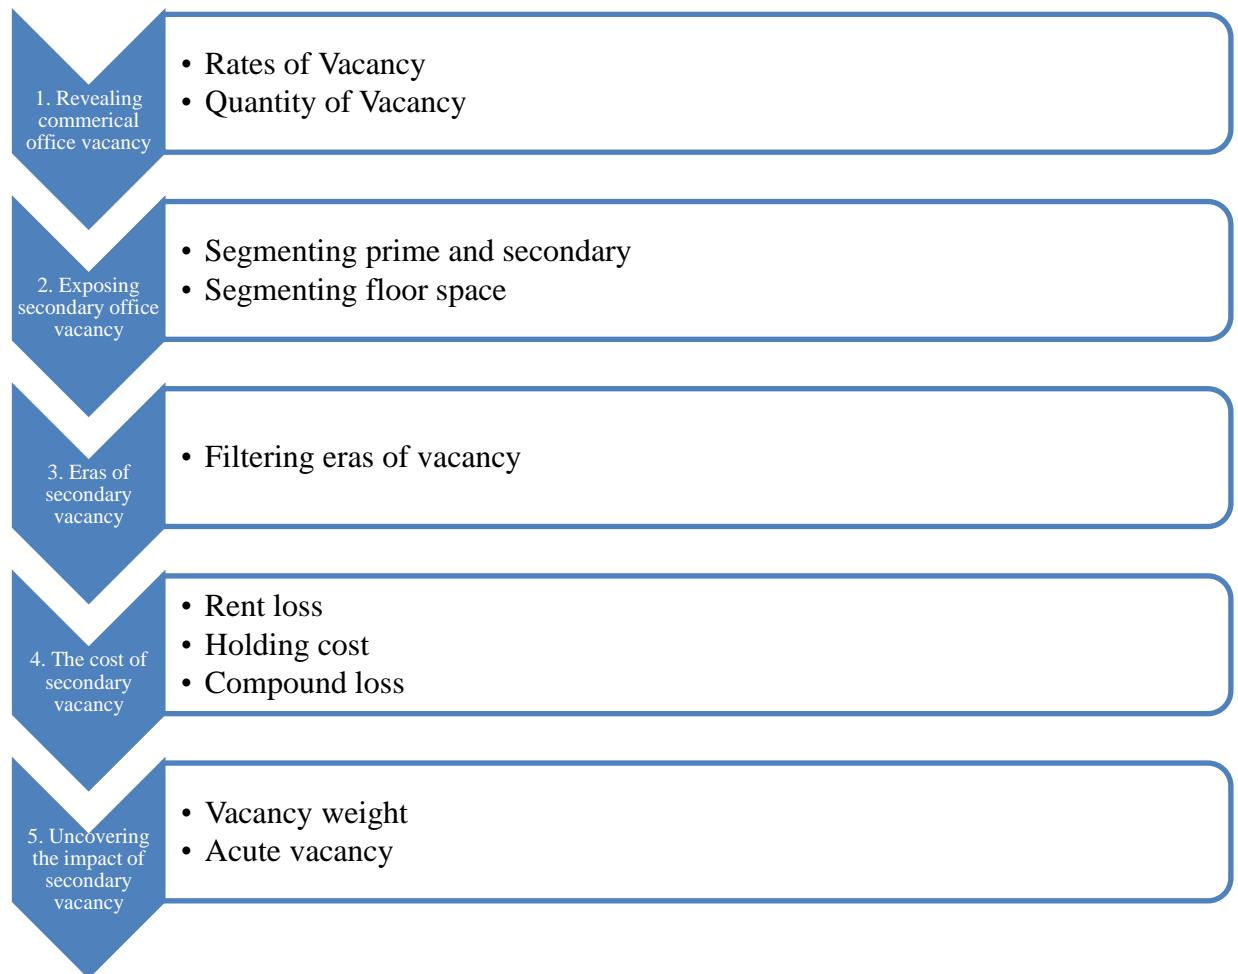 1. Revealing
commerical
office vacancy
• Rates of Vacancy
• Quantity of Vacancy
2. Exposing
secondary office
vacancy
• Segmenting prime and secondary
• Segmenting floor space
3. Eras of
secondary
vacancy
• Filtering eras of vacancy
4. The cost of
secondary
vacancy
• Rent loss
• Holding cost
• Compound loss
5. Uncovering
the impact of
secondary
vacancy
• Vacancy weight
• Acute vacancy